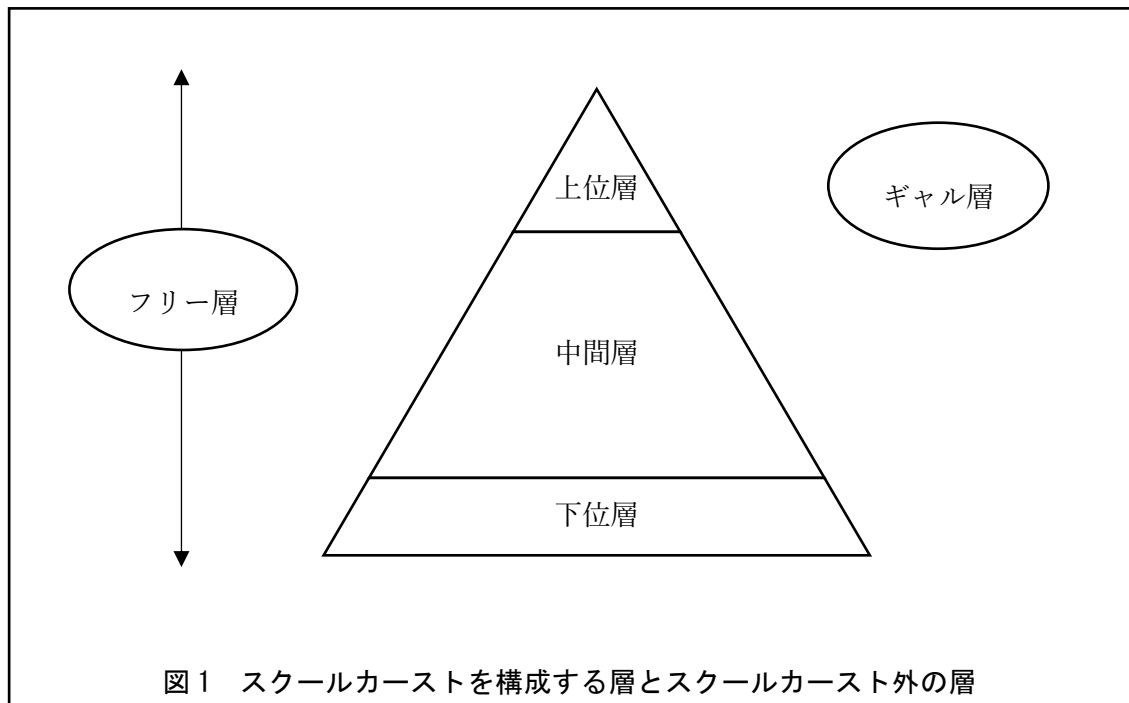 上位層
ギャル層
フリー層
中間層
下位層
図1 スクールカーストを構成する層とスクールカースト外の層